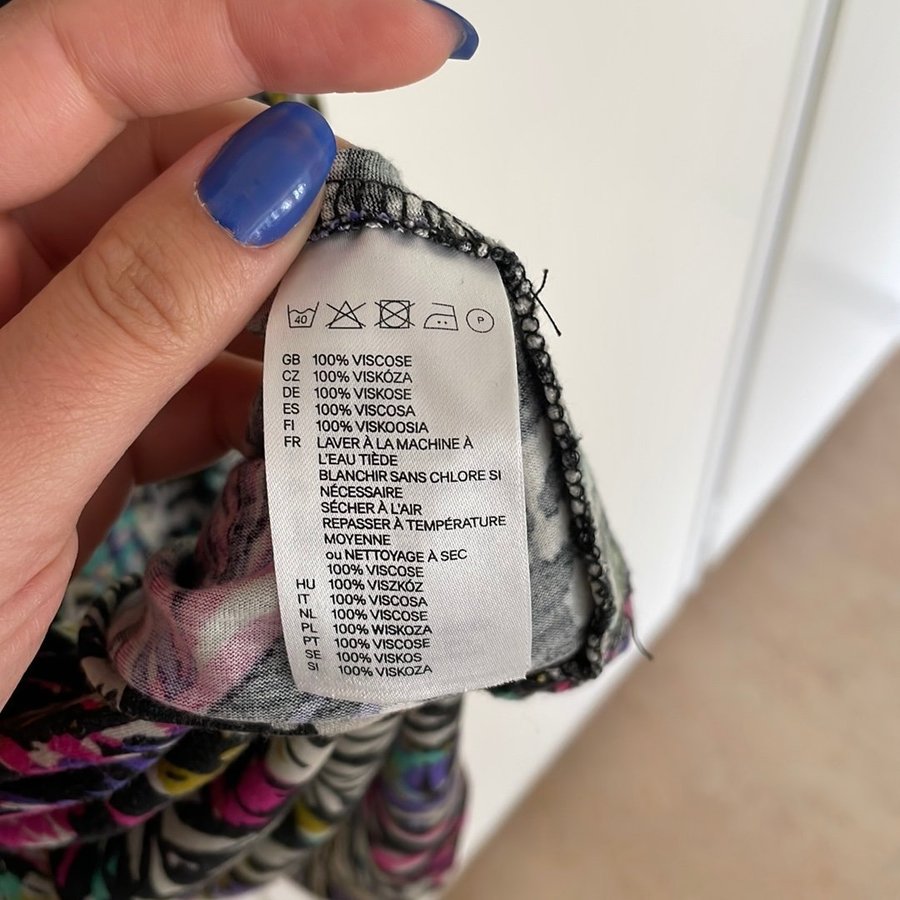 40 P
GB 100% VISCOSE
CZ 100% VISKÓZA
DE 100% VISKOSE
ES 100% VISCOSA
FI 100% VISKOOSIA
FR LAVER À LA MACHINE À
L'EAU TIÈDE
BLANCHIR SANS CHLORE SI
NÉCESSAIRE
SÉCHER À L'AIR
REPASSER À TEMPÉRATURE
MOYENNE
ou NETTOYAGE À SEC
100% VISCOSE
HU 100% VISZKÓZ
IT 100% VISCOSA
NL 100% VISCOSE
PL 100% WISKOZA
PT 100% VISCOSE
SE 100% VISKOS
SI 100% VISKOZA